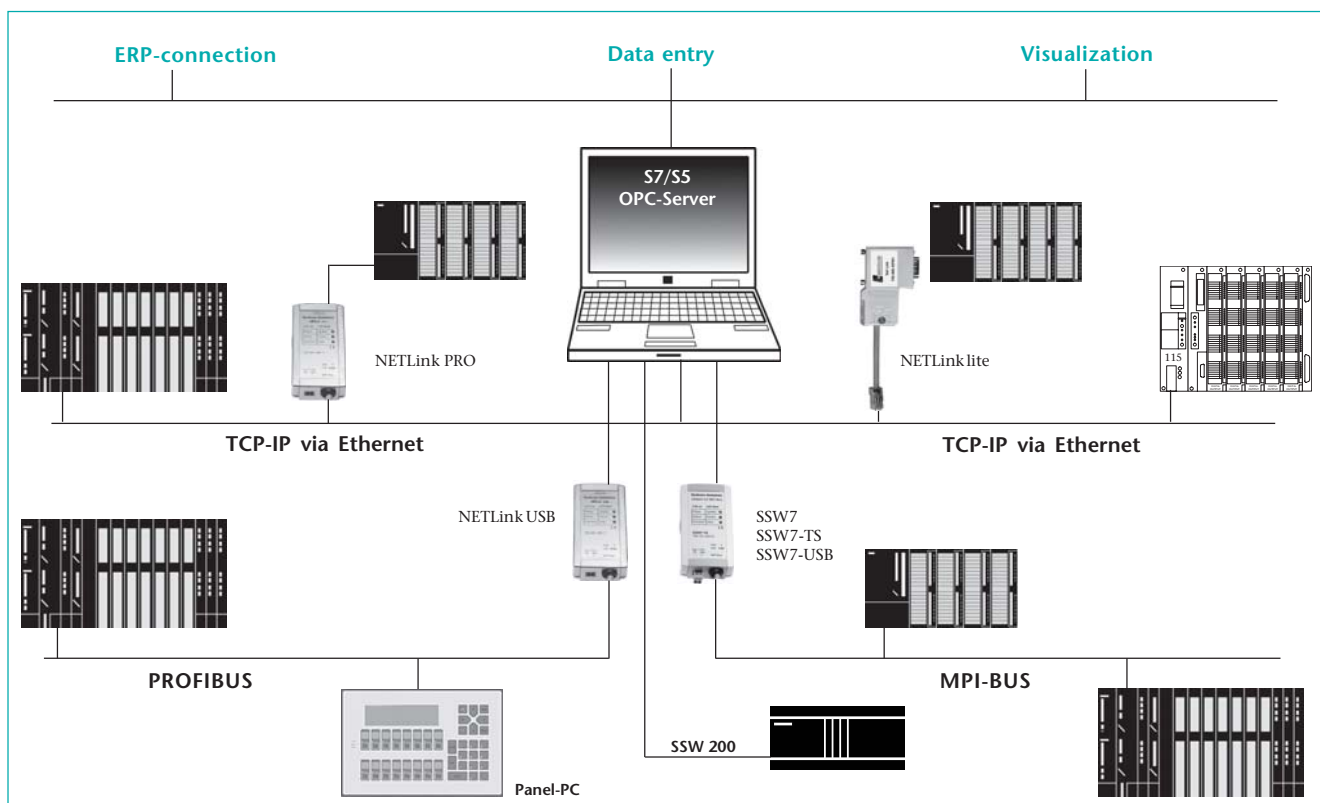 ERP-connection
Data entry
Visualization
S7/S5
OPC-Server
NETLink PRO
NETLink lite
115
TCP-IP via Ethernet
TCP-IP via Ethernet
NETLink USB
SSW7
SSW7-TS
SSW7-USB
PROFIBUS
MPI-BUS
SSW 200
Panel-PC